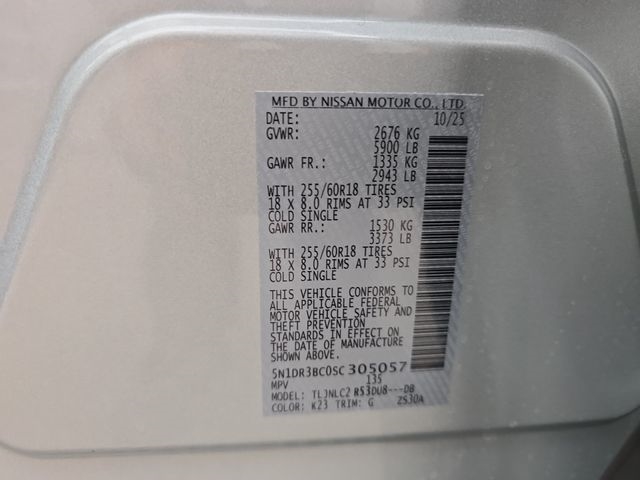 MFD BY NISSAN MOTOR CO., LTD.
DATE: 10/25
GVWR: 2676 KG
5900 LB
GAWR FR.: 1335 KG
2943 LB
WITH 255/60R18 TIRES
18 X 8.0 RIMS AT 33 PSI
COLD SINGLE
GAWR RR.: 1530 KG
3373 LB
WITH 255/60R18 TIRES
18 X 8.0 RIMS AT 33 PSI
COLD SINGLE
THIS VEHICLE CONFORMS TO
ALL APPLICABLE FEDERAL
MOTOR VEHICLE SAFETY AND
THEFT PREVENTION
STANDARDS IN EFFECT ON
THE DATE OF MANUFACTURE
SHOWN ABOVE.
5N1DR3BC0SC305057
MPV 135
MODEL: TLJNLC2 RS3DU8---DB
COLOR: K23 TRIM: G ZS30A